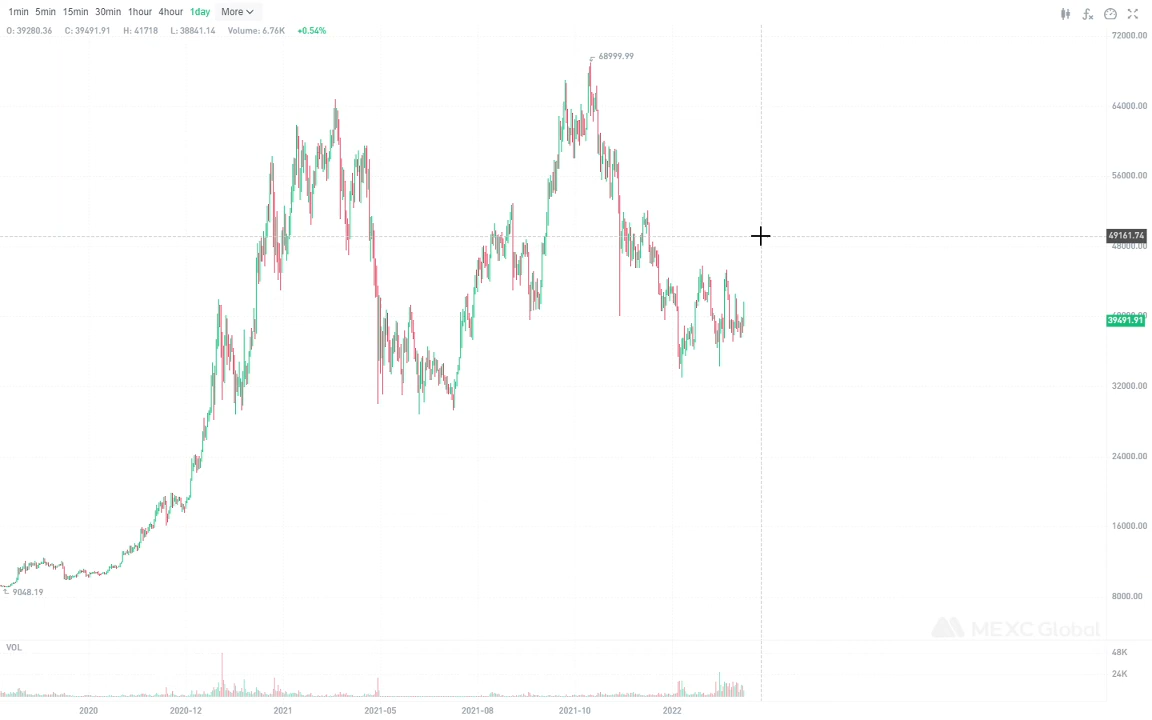 1min 5min 15min 30min 1hour 4hour 1day More
O: 39280.36 C: 39491.91 H: 41718 L: 38841.14 Volume: 6.76K +0.54%
72000.00
68999.99
64000.00
56000.00
49161.74
48000.00
39491.91
32000.00
24000.00
16000.00
8000.00
9048.19
MEXC Global
VOL
48K
24K
2020 2020-12 2021 2021-05 2021-08 2021-10 2022